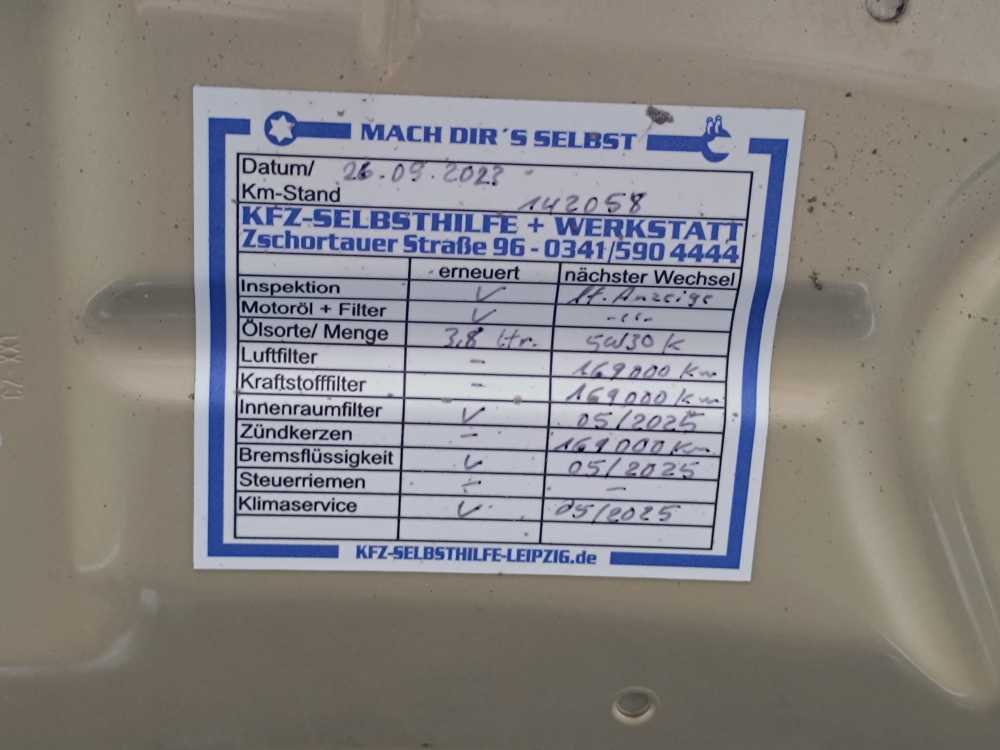 MACH DIR´S SELBST
Datum/ 26.09.2023
Km-Stand 142058
KFZ-SELBSTHILFE + WERKSTATT
Zschortauer Straße 96 - 0341/590 4444
erneuert nächster Wechsel
Inspektion ✓ lt. Anzeige
Motoröl + Filter ✓ -"-
Ölsorte/ Menge 3,8 Ltr. 5W30 K
Luftfilter - 169000 Km
Kraftstofffilter - 169000 Km
Innenraumfilter ✓ 05/2025
Zündkerzen - 169000 Km
Bremsflüssigkeit ✓ 05/2025
Steuerriemen - -
Klimaservice ✓ 05/2025
KFZ-SELBSTHILFE-LEIPZIG.de